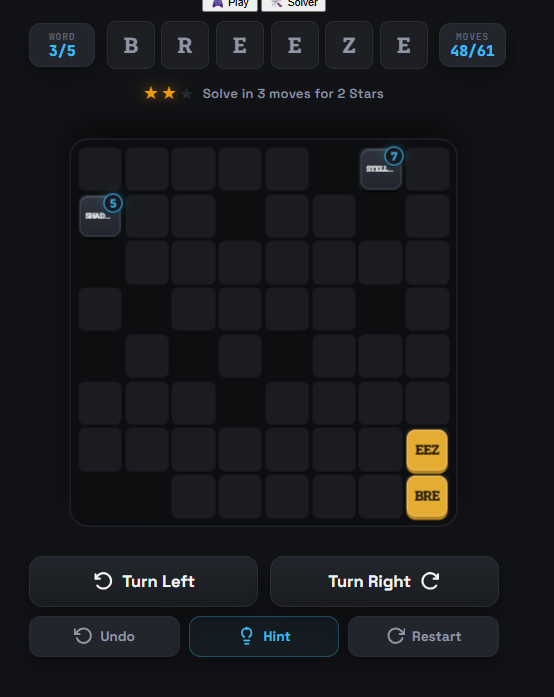 Play Solver
WORD
3/5
B R E E Z E
MOVES
48/61
Solve in 3 moves for 2 Stars
7
STELL...
5
SHAD...
EEZ
BRE
Turn Left Turn Right
Undo Hint Restart